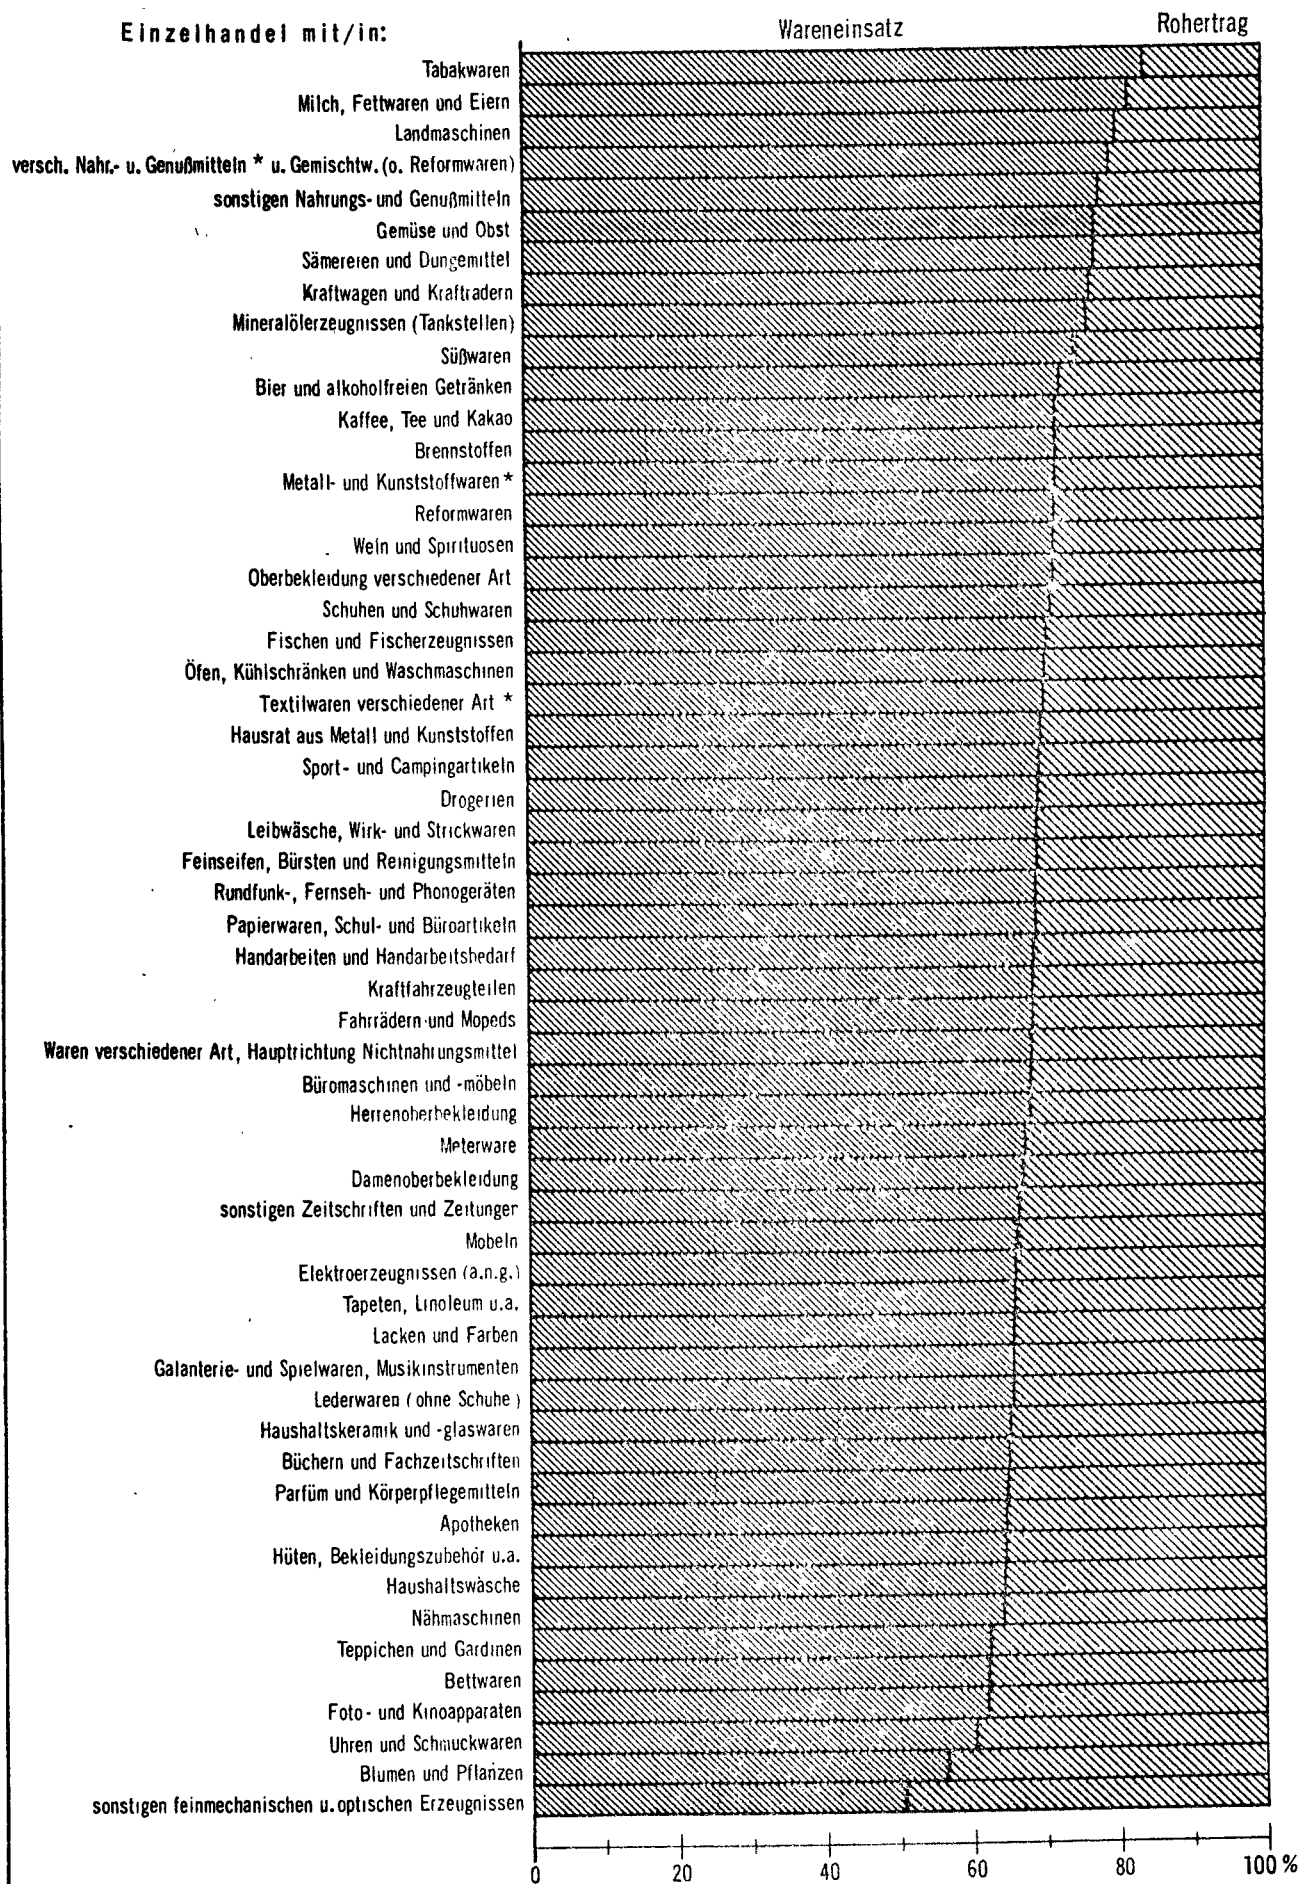 Einzelhandel mit/in:
Wareneinsatz
Rohertrag
Tabakwaren
Milch, Fettwaren und Eiern
Landmaschinen
versch. Nahr.- u. Genußmitteln * u. Gemischtw. (o. Reformwaren)
sonstigen Nahrungs- und Genußmitteln
Gemüse und Obst
Sämereien und Dungemittel
Kraftwagen und Kraftradern
Mineralölerzeugnissen (Tankstellen)
Süßwaren
Bier und alkoholfreien Getränken
Kaffee, Tee und Kakao
Brennstoffen
Metall- und Kunststoffwaren *
Reformwaren
Wein und Spirituosen
Oberbekleidung verschiedener Art
Schuhen und Schuhwaren
Fischen und Fischerzeugnissen
Öfen, Kühlschränken und Waschmaschinen
Textilwaren verschiedener Art *
Hausrat aus Metall und Kunststoffen
Sport- und Campingartikeln
Drogerien
Leibwäsche, Wirk- und Strickwaren
Feinseifen, Bürsten und Reinigungsmitteln
Rundfunk-, Fernseh- und Phonogeräten
Papierwaren, Schul- und Büroartikeln
Handarbeiten und Handarbeitsbedarf
Kraftfahrzeugteilen
Fahrrädern und Mopeds
Waren verschiedener Art, Hauptrichtung Nichtnahrungsmittel
Büromaschinen und -möbeln
Herrenoberbekleidung
Meterware
Damenoberbekleidung
sonstigen Zeitschriften und Zeitunger
Mobeln
Elektroerzeugnissen (a.n.g.)
Tapeten, Linoleum u.a.
Lacken und Farben
Galanterie- und Spielwaren, Musikinstrumenten
Lederwaren (ohne Schuhe)
Haushaltskeramik und -glaswaren
Büchern und Fachzeitschriften
Parfüm und Körperpflegemitteln
Apotheken
Hüten, Bekleidungszubehör u.a.
Haushaltswäsche
Nähmaschinen
Teppichen und Gardinen
Bettwaren
Foto- und Kinoapparaten
Uhren und Schmuckwaren
Blumen und Pflanzen
sonstigen feinmechanischen u. optischen Erzeugnissen
0 20 40 60 80 100 %